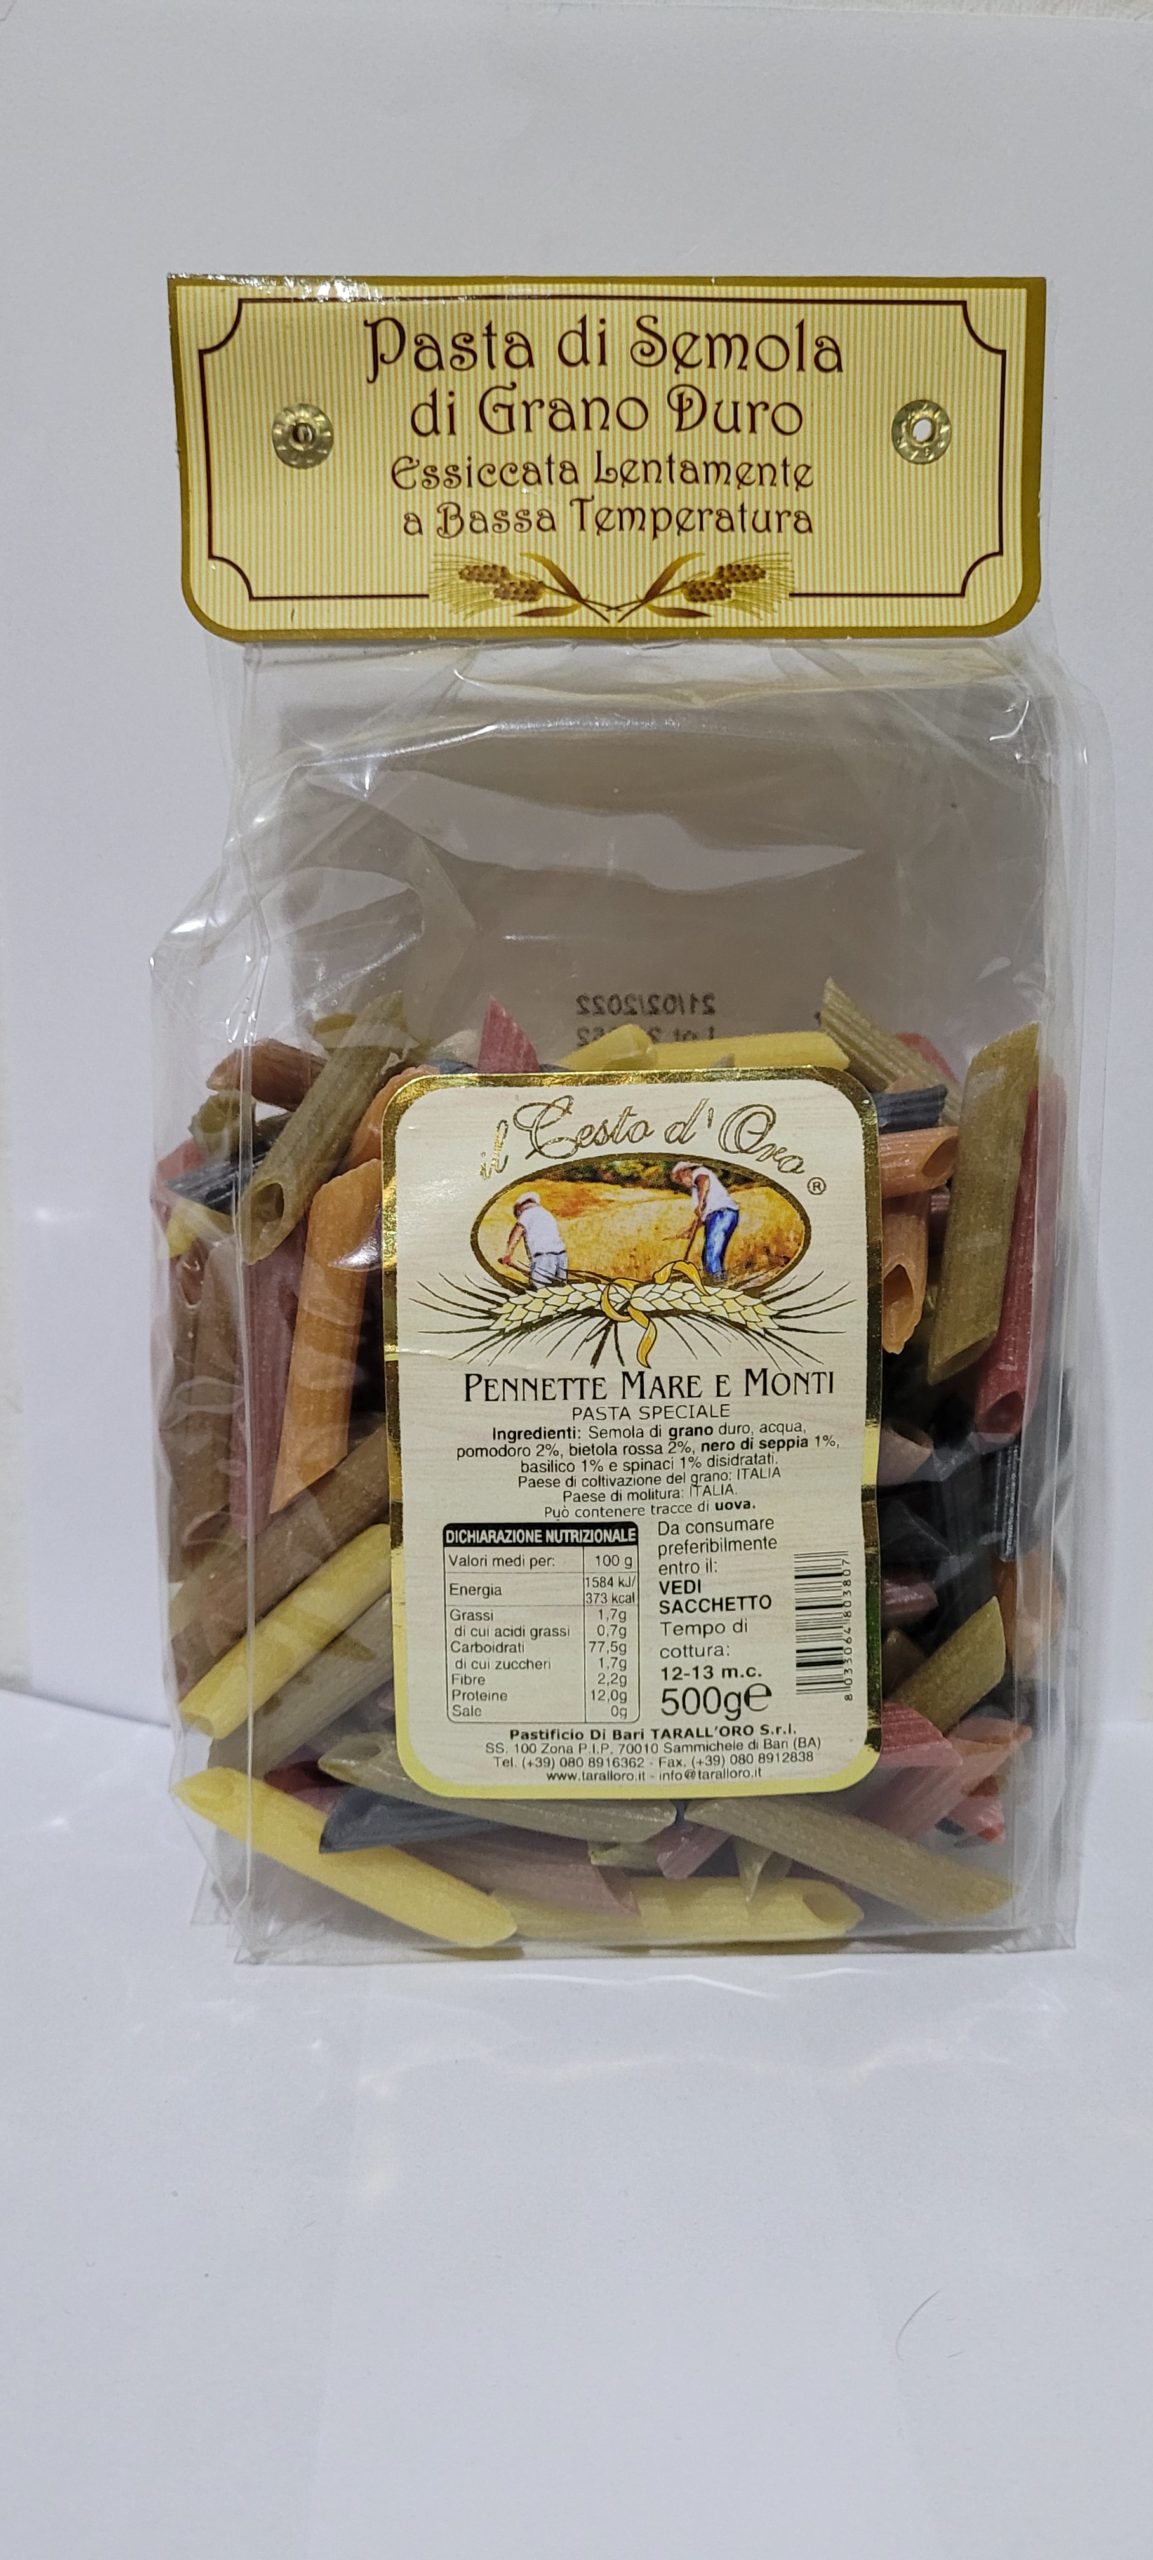 Pasta di Semola
di Grano Duro
Essiccata Lentamente
a Bassa Temperatura
21/02/2022
il Cesto d'Oro ®
PENNETTE MARE E MONTI
PASTA SPECIALE
Ingredienti: Semola di grano duro, acqua,
pomodoro 2%, bietola rossa 2%, nero di seppia 1%,
basilico 1% e spinaci 1% disidratati.
Paese di coltivazione del grano: ITALIA
Paese di molitura: ITALIA.
Può contenere tracce di uova.
DICHIARAZIONE NUTRIZIONALE
Valori medi per: 100 g
Energia 1584 kJ/
373 kcal
Grassi 1,7g
di cui acidi grassi 0,7g
Carboidrati 77,5g
di cui zuccheri 1,7g
Fibre 2,2g
Proteine 12,0g
Sale 0g
Da consumare
preferibilmente
entro il:
VEDI
SACCHETTO
Tempo di
cottura:
12-13 m.c.
500g℮
8 033064 803807
Pastificio Di Bari TARALL'ORO S.r.l.
SS. 100 Zona P.I.P. 70010 Sammichele di Bari (BA)
Tel. (+39) 080 8916362 - Fax. (+39) 080 8912838
www.taralloro.it - info@taralloro.it